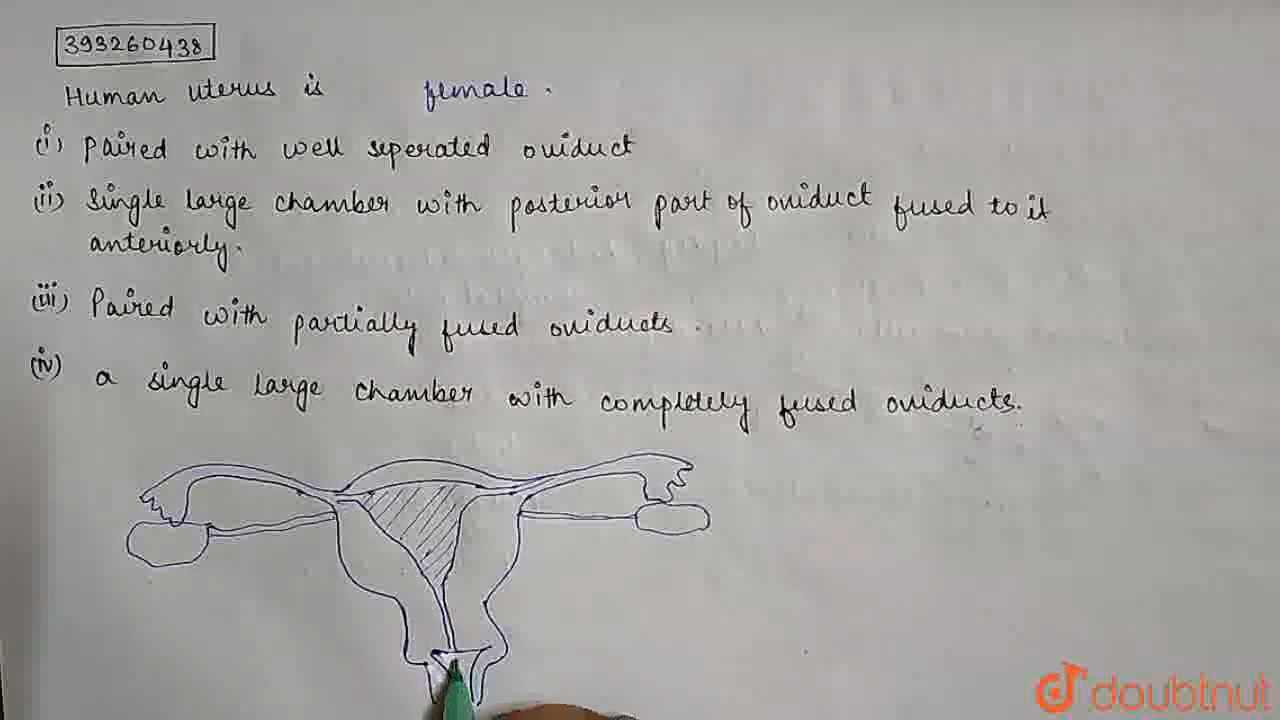 393260438
Human uterus is female.
(i) Paired with well seperated oviduct
(ii) Single large chamber with posterior part of oviduct fused to it
anteriorly.
(iii) Paired with partially fused oviducts.
(iv) a single large chamber with completely fused oviducts.
doubtnut